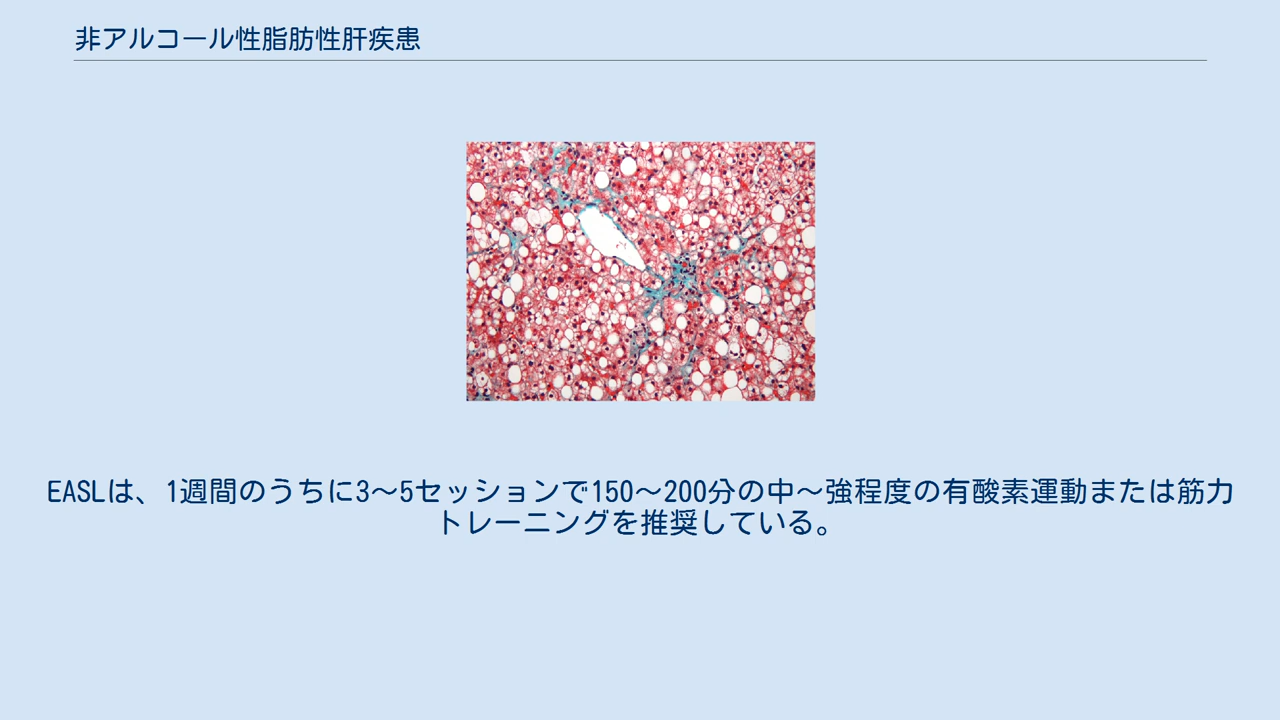 非アルコール性脂肪性肝疾患
EASLは、1週間のうちに3〜5セッションで150〜200分の中〜強程度の有酸素運動または筋力
トレーニングを推奨している。